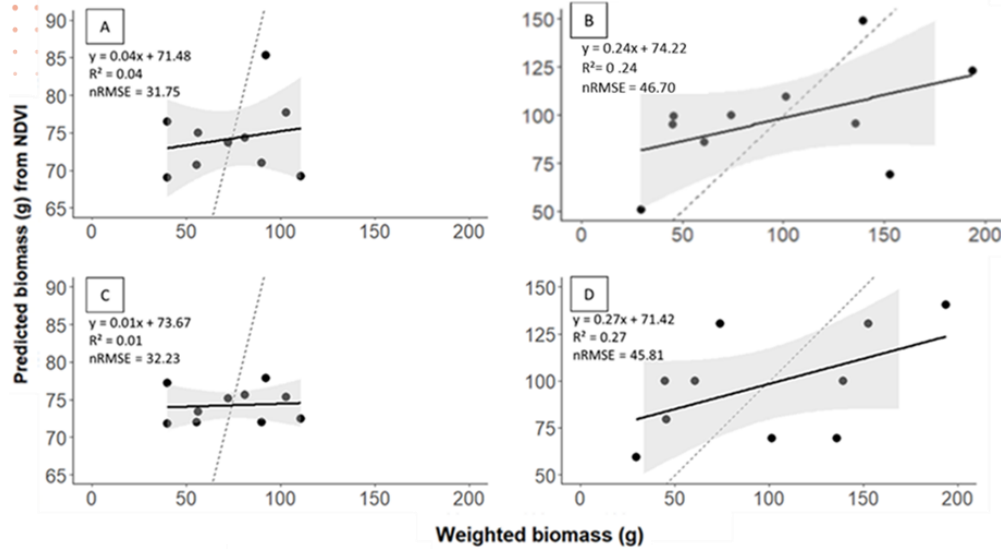 Predicted biomass (g) from NDVI
A
y = 0.04x + 71.48
R² = 0.04
nRMSE = 31.75
90
85
80
75
70
65
0 50 100 150 200
B
y = 0.24x + 74.22
R²= 0 .24
nRMSE = 46.70
150
125
100
75
50
0 50 100 150 200
C
y = 0.01x + 73.67
R² = 0.01
nRMSE = 32.23
90
85
80
75
70
65
0 50 100 150 200
D
y = 0.27x + 71.42
R² = 0.27
nRMSE = 45.81
150
125
100
75
50
0 50 100 150 200
Weighted biomass (g)